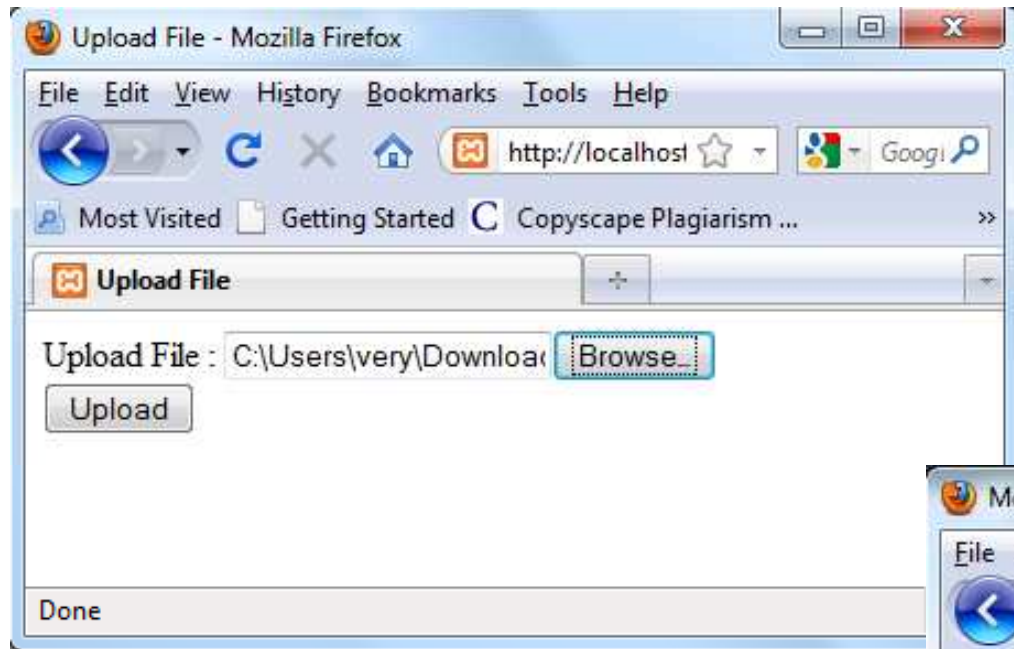 Upload File - Mozilla Firefox
File Edit View History Bookmarks Tools Help
http://localhost
Most Visited Getting Started C Copyscape Plagiarism ... »
Upload File
Upload File : C:\Users\very\Downloa Browse...
Upload
Done
File